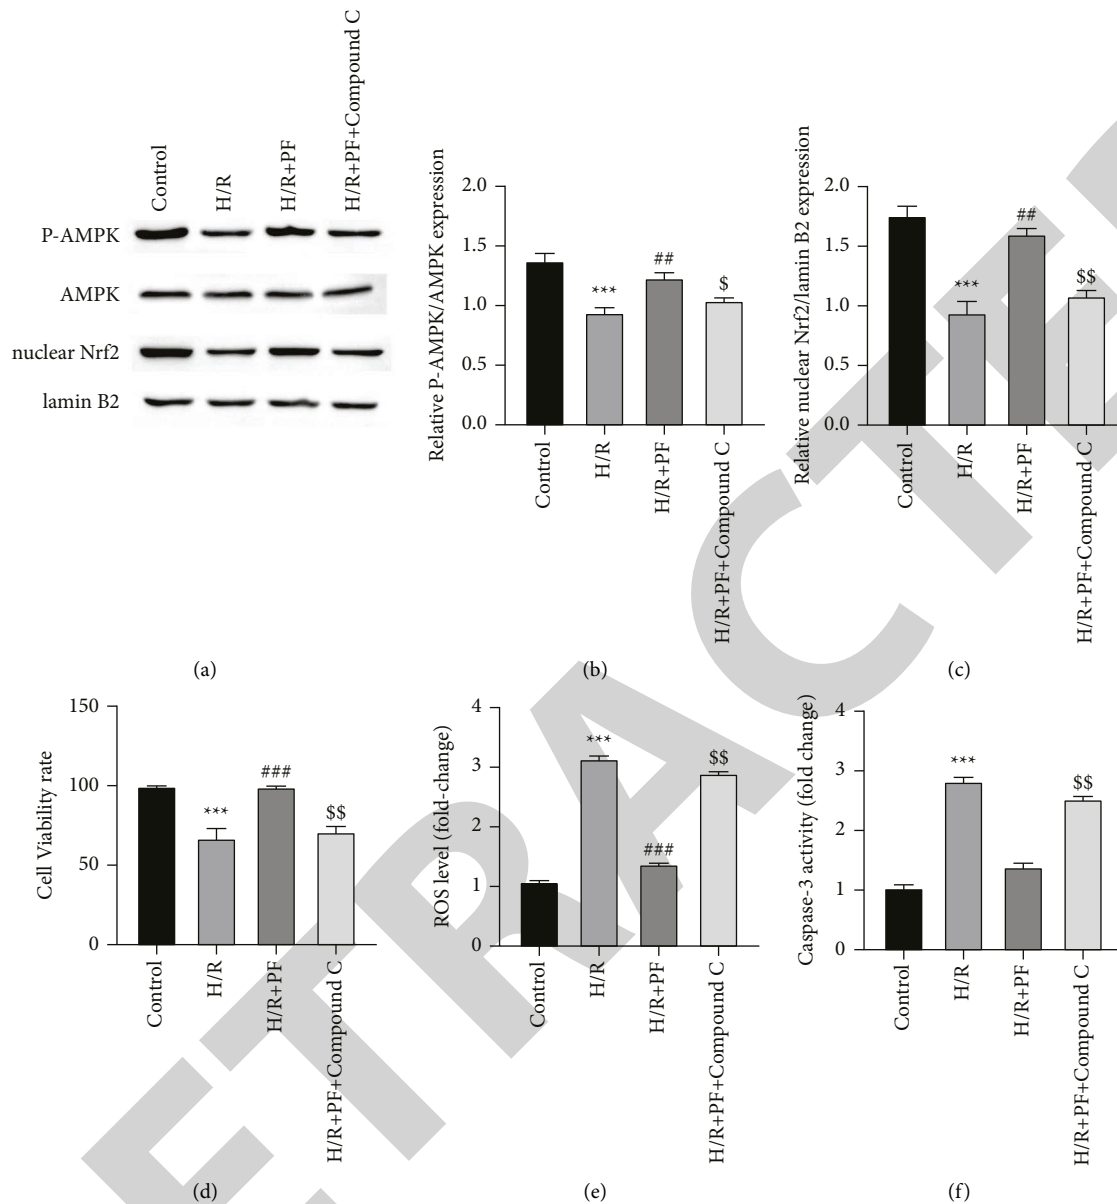 Control
H/R
H/R+PF
H/R+PF+Compound C
P-AMPK
AMPK
nuclear Nrf2
lamin B2
(a)
Relative P-AMPK/AMPK expression
2.0
1.5
1.0
0.5
0.0
***
##
$
Control
H/R
H/R+PF
H/R+PF+Compound C
(b)
Relative nuclear Nrf2/lamin B2 expression
2.0
1.5
1.0
0.5
0.0
***
##
$$
Control
H/R
H/R+PF
H/R+PF+Compound C
(c)
Cell Viability rate
150
100
50
0
***
###
$$
Control
H/R
H/R+PF
H/R+PF+Compound C
(d)
ROS level (fold-change)
4
3
2
1
0
***
###
$$
Control
H/R
H/R+PF
H/R+PF+Compound C
(e)
Caspase-3 activity (fold change)
4
3
2
1
0
***
$$
Control
H/R
H/R+PF
H/R+PF+Compound C
(f)
ETRACTE